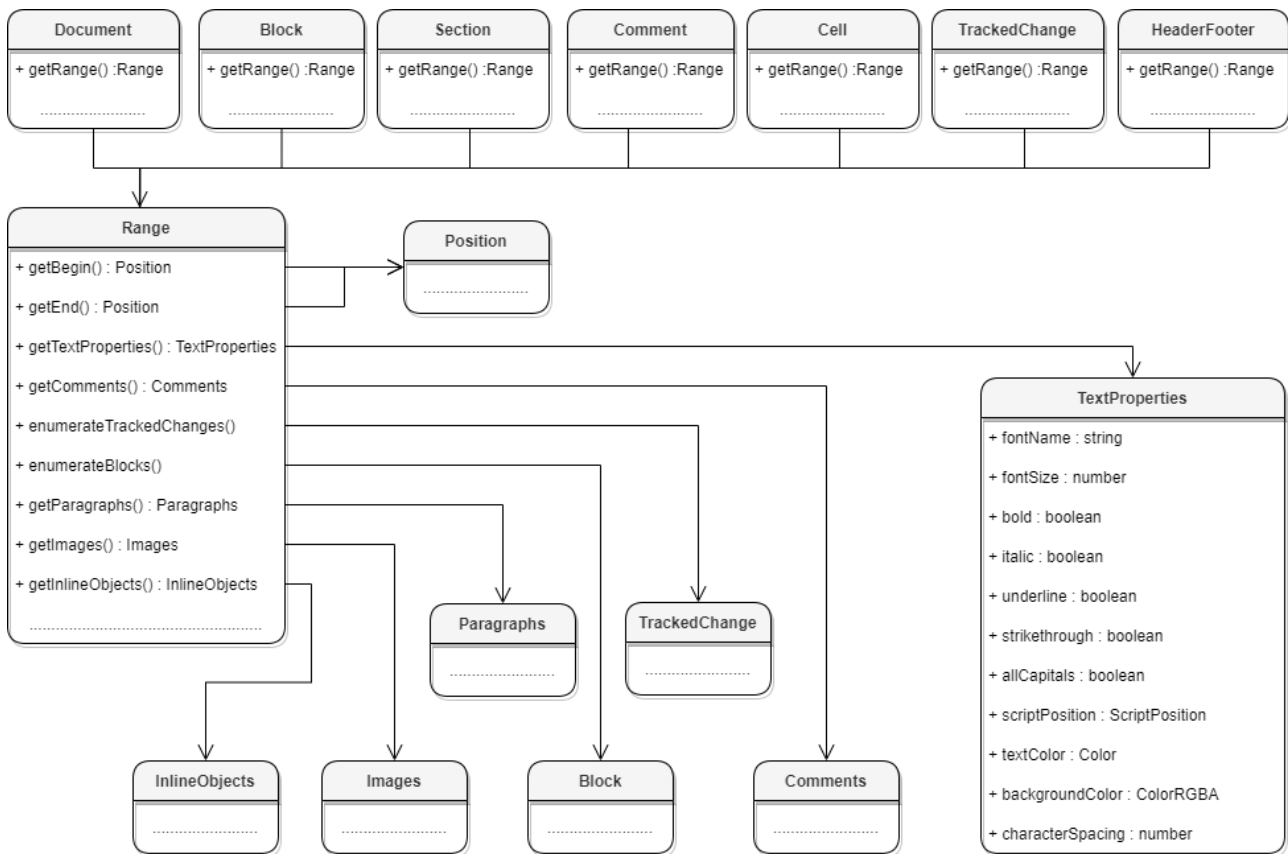 Document
+ getRange() :Range
..........................
Block
+ getRange() :Range
..........................
Section
+ getRange() :Range
..........................
Comment
+ getRange() :Range
..........................
Cell
+ getRange() :Range
..........................
TrackedChange
+ getRange() :Range
..........................
HeaderFooter
+ getRange() :Range
..........................
Range
+ getBegin() : Position
+ getEnd() : Position
+ getTextProperties() : TextProperties
+ getComments() : Comments
+ enumerateTrackedChanges()
+ enumerateBlocks()
+ getParagraphs() : Paragraphs
+ getImages() : Images
+ getInlineObjects() : InlineObjects
..........................................................
Position
..........................
TextProperties
+ fontName : string
+ fontSize : number
+ bold : boolean
+ italic : boolean
+ underline : boolean
+ strikethrough : boolean
+ allCapitals : boolean
+ scriptPosition : ScriptPosition
+ textColor : Color
+ backgroundColor : ColorRGBA
+ characterSpacing : number
Paragraphs
..........................
TrackedChange
..........................
InlineObjects
..........................
Images
..........................
Block
..........................
Comments
..........................